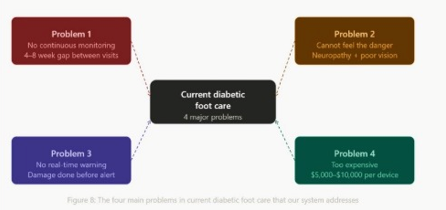 Problem 1
No continuous monitoring
4–8 week gap between visits
Problem 2
Cannot feel the danger
Neuropathy + poor vision
Current diabetic
foot care
4 major problems
Problem 3
No real-time warning
Damage done before alert
Problem 4
Too expensive
$5,000–$10,000 per device
Figure 8: The four main problems in current diabetic foot care that our system addresses